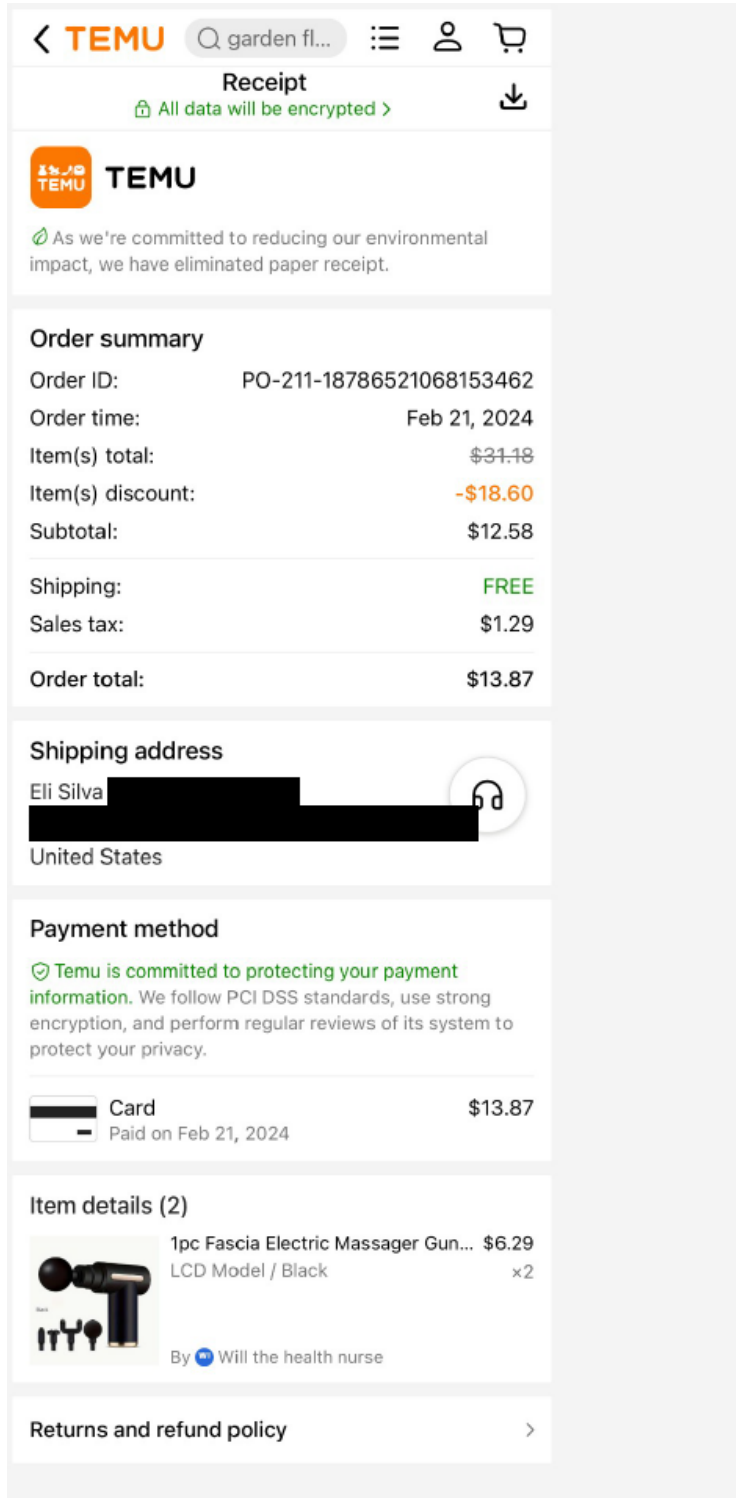 TEMU garden fl...
Receipt
All data will be encrypted >
TEMU
TEMU
As we're committed to reducing our environmental
impact, we have eliminated paper receipt.
Order summary
Order ID: PO-211-18786521068153462
Order time: Feb 21, 2024
Item(s) total: $31.18
Item(s) discount: -$18.60
Subtotal: $12.58
Shipping: FREE
Sales tax: $1.29
Order total: $13.87
Shipping address
Eli Silva
United States
Payment method
Temu is committed to protecting your payment
information. We follow PCI DSS standards, use strong
encryption, and perform regular reviews of its system to
protect your privacy.
Card $13.87
Paid on Feb 21, 2024
Item details (2)
1pc Fascia Electric Massager Gun... $6.29
LCD Model / Black ×2
By Will the health nurse
Returns and refund policy >